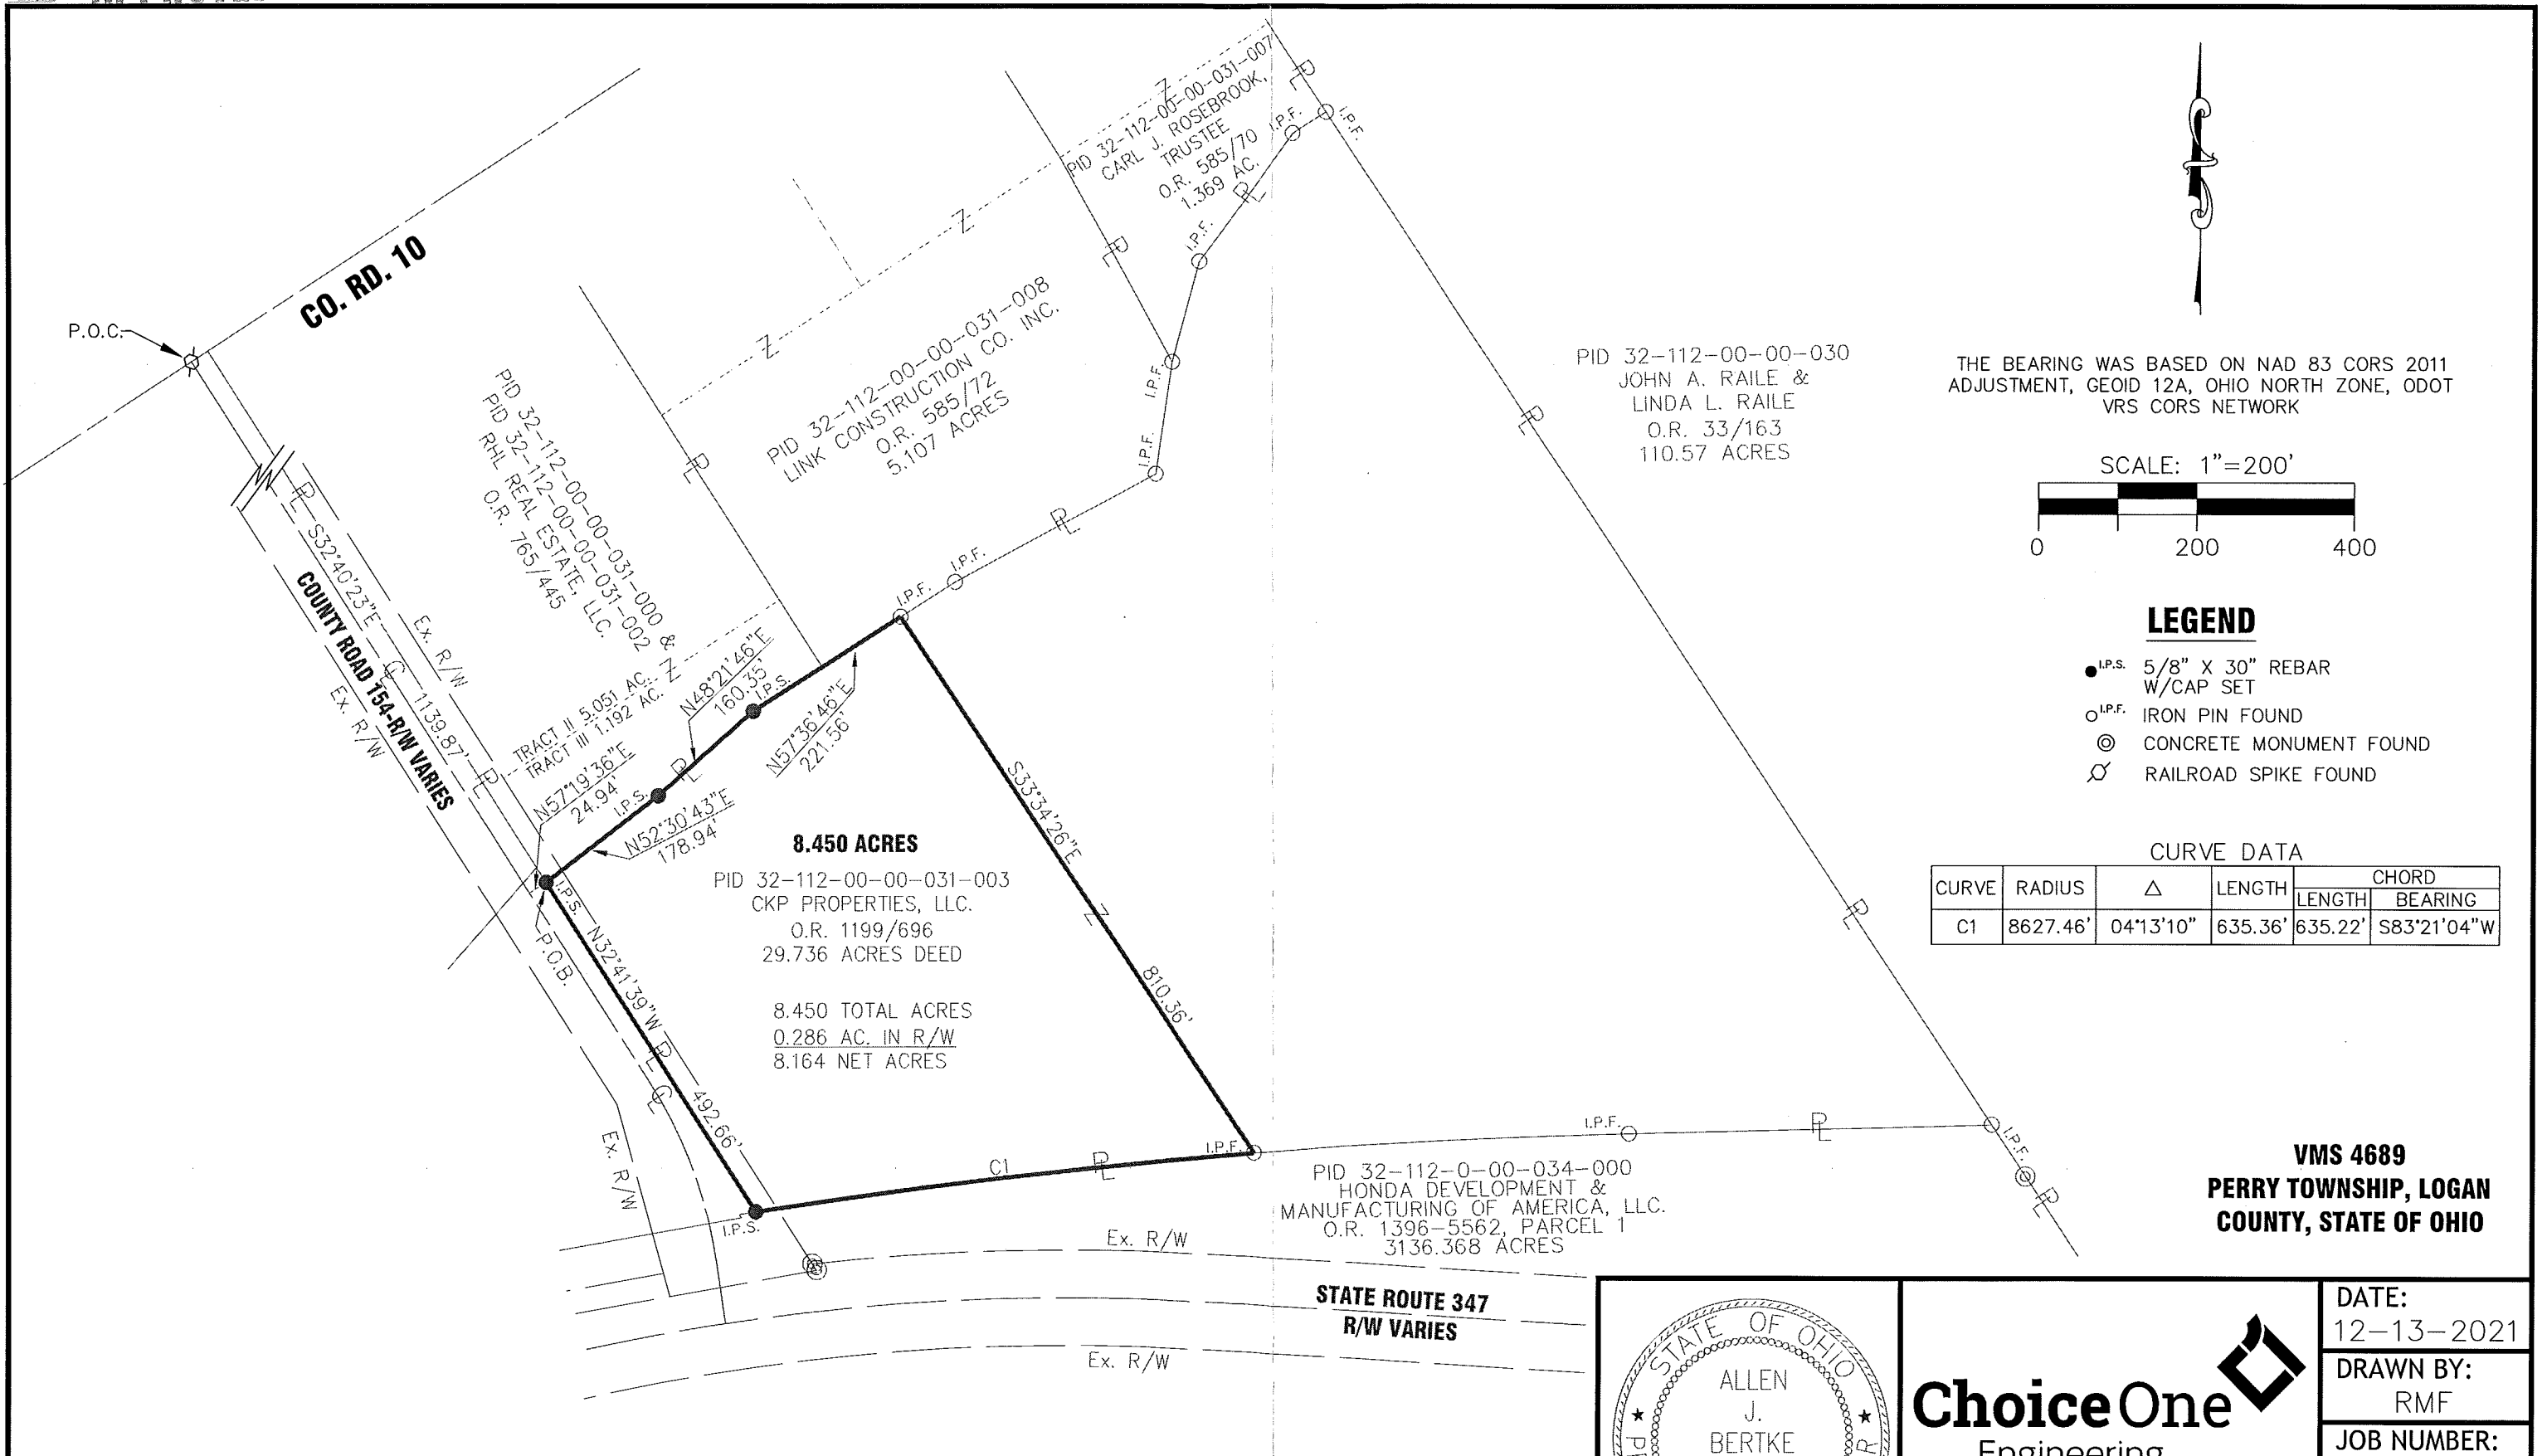 CO. RD. 10
P.O.C.
PID 32-112-00-00-031-007
CARL J. ROSEBROOK,
TRUSTEE
O.R. 585/70
1.369 AC.
I.P.F.
I.P.F.
I.P.F.
I.P.F.
I.P.F.
I.P.F.
I.P.F.
PID 32-112-00-00-031-008
LINK CONSTRUCTION CO. INC.
O.R. 585/72
5.107 ACRES
PID 32-112-00-00-031-000 &
PID 32-112-00-00-031-002
RHL REAL ESTATE, LLC.
O.R. 765/445
TRACT II 5.051 AC.
TRACT III 1.192 AC.
PID 32-112-00-00-030
JOHN A. RAILE &
LINDA L. RAILE
O.R. 33/163
110.57 ACRES
S32°40'23"E
1139.87'
COUNTY ROAD 154-R/W VARIES
Ex. R/W
Ex. R/W
N48°21'46"E
160.35'
I.P.S.
N57°36'46"E
221.56'
N57°19'36"E
24.94'
I.P.S.
N52°30'43"E
178.94'
I.P.S.
P.O.B.
N32°41'39"W
492.66'
S33°34'26"E
810.36'
8.450 ACRES
PID 32-112-00-00-031-003
CKP PROPERTIES, LLC.
O.R. 1199/696
29.736 ACRES DEED
8.450 TOTAL ACRES
0.286 AC. IN R/W
8.164 NET ACRES
C1
I.P.F.
I.P.F.
I.P.F.
I.P.S.
Ex. R/W
PID 32-112-0-00-034-000
HONDA DEVELOPMENT &
MANUFACTURING OF AMERICA, LLC.
O.R. 1396-5562, PARCEL 1
3136.368 ACRES
Ex. R/W
STATE ROUTE 347
R/W VARIES
Ex. R/W
THE BEARING WAS BASED ON NAD 83 CORS 2011
ADJUSTMENT, GEOID 12A, OHIO NORTH ZONE, ODOT
VRS CORS NETWORK
SCALE: 1"=200'
0 200 400
LEGEND
I.P.S. 5/8" X 30" REBAR
W/CAP SET
I.P.F. IRON PIN FOUND
CONCRETE MONUMENT FOUND
RAILROAD SPIKE FOUND
CURVE DATA
CURVE RADIUS Δ LENGTH CHORD
LENGTH BEARING
C1 8627.46' 04°13'10" 635.36' 635.22' S83°21'04"W
VMS 4689
PERRY TOWNSHIP, LOGAN
COUNTY, STATE OF OHIO
STATE OF OHIO
ALLEN
J.
BERTKE
ChoiceOne
Engineering
DATE:
12-13-2021
DRAWN BY:
RMF
JOB NUMBER: